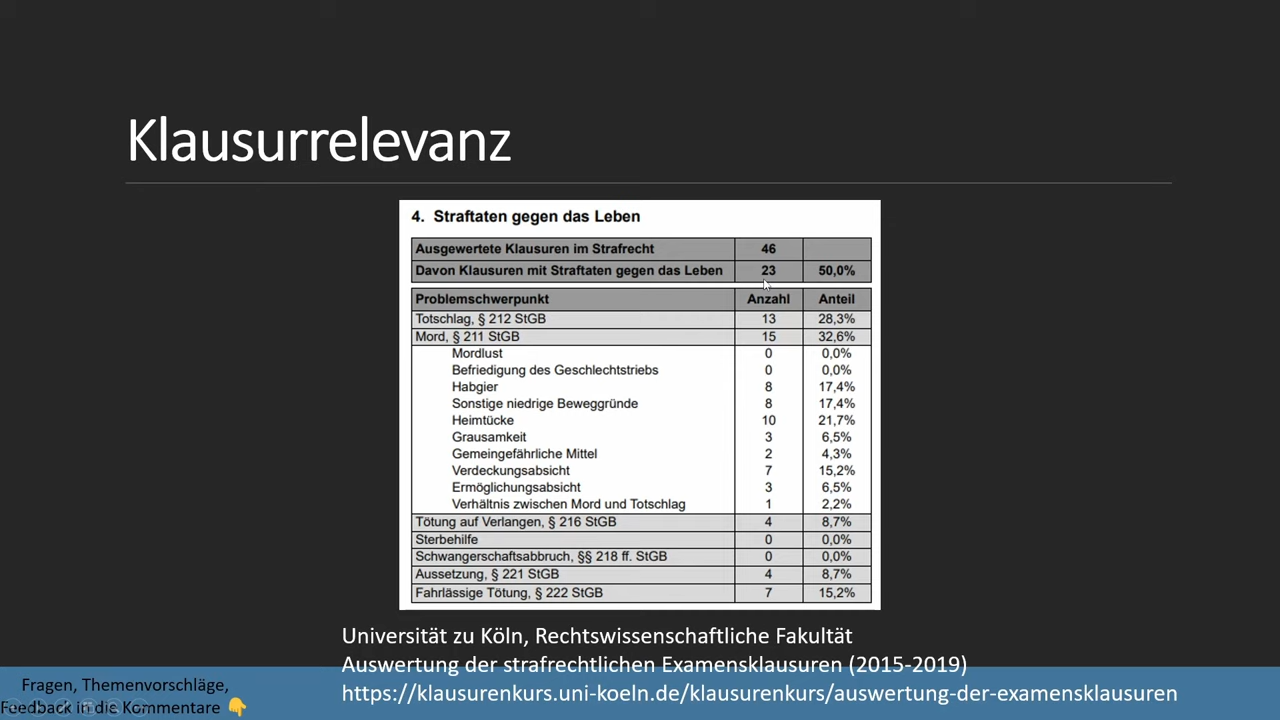 Klausurrelevanz
4. Straftaten gegen das Leben
Ausgewertete Klausuren im Strafrecht 46
Davon Klausuren mit Straftaten gegen das Leben 23 50,0%
Problemschwerpunkt Anzahl Anteil
Totschlag, § 212 StGB 13 28,3%
Mord, § 211 StGB 15 32,6%
Mordlust 0 0,0%
Befriedigung des Geschlechtstriebs 0 0,0%
Habgier 8 17,4%
Sonstige niedrige Beweggründe 8 17,4%
Heimtücke 10 21,7%
Grausamkeit 3 6,5%
Gemeingefährliche Mittel 2 4,3%
Verdeckungsabsicht 7 15,2%
Ermöglichungsabsicht 3 6,5%
Verhältnis zwischen Mord und Totschlag 1 2,2%
Tötung auf Verlangen, § 216 StGB 4 8,7%
Sterbehilfe 0 0,0%
Schwangerschaftsabbruch, §§ 218 ff. StGB 0 0,0%
Aussetzung, § 221 StGB 4 8,7%
Fahrlässige Tötung, § 222 StGB 7 15,2%
Universität zu Köln, Rechtswissenschaftliche Fakultät
Auswertung der strafrechtlichen Examensklausuren (2015-2019)
https://klausurenkurs.uni-koeln.de/klausurenkurs/auswertung-der-examensklausuren
Fragen, Themenvorschläge,
Feedback in die Kommentare 👇